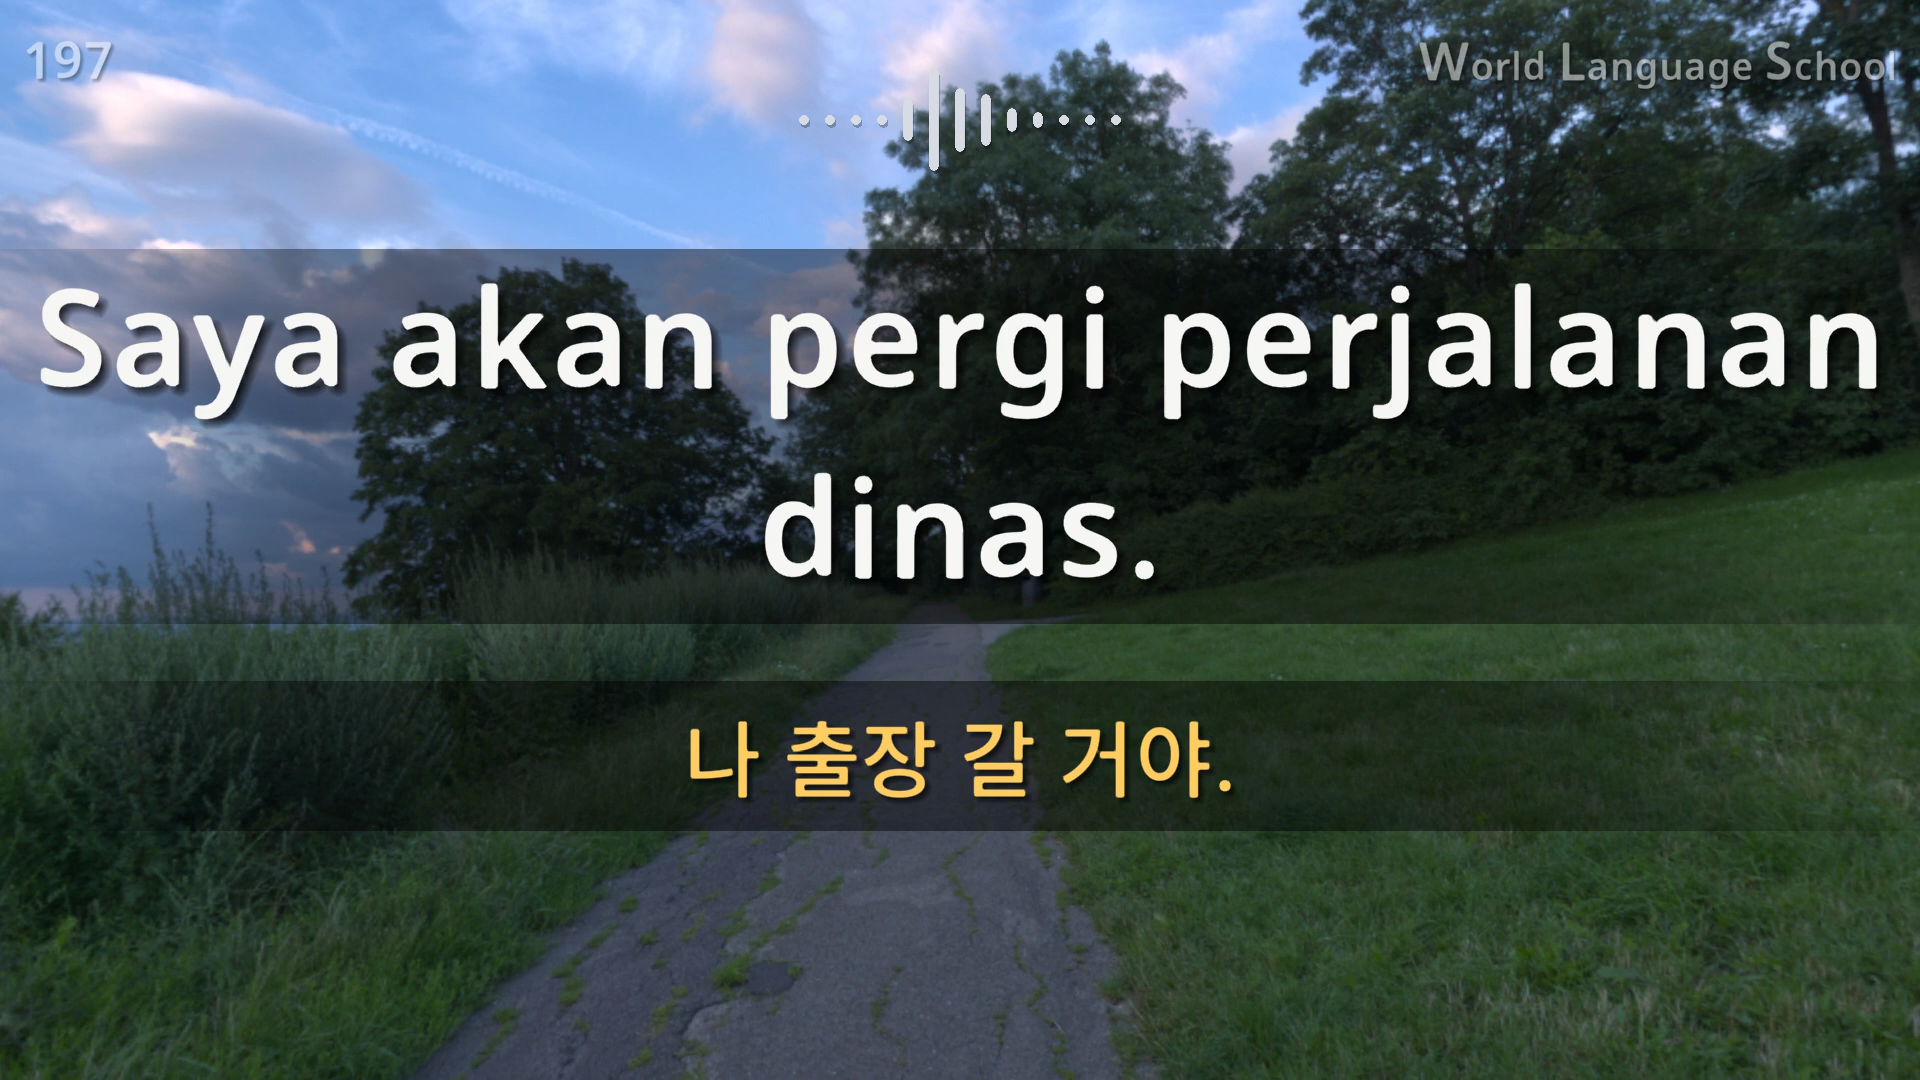 197
World Language School
Saya akan pergi perjalanan
dinas.
나 출장 갈 거야.